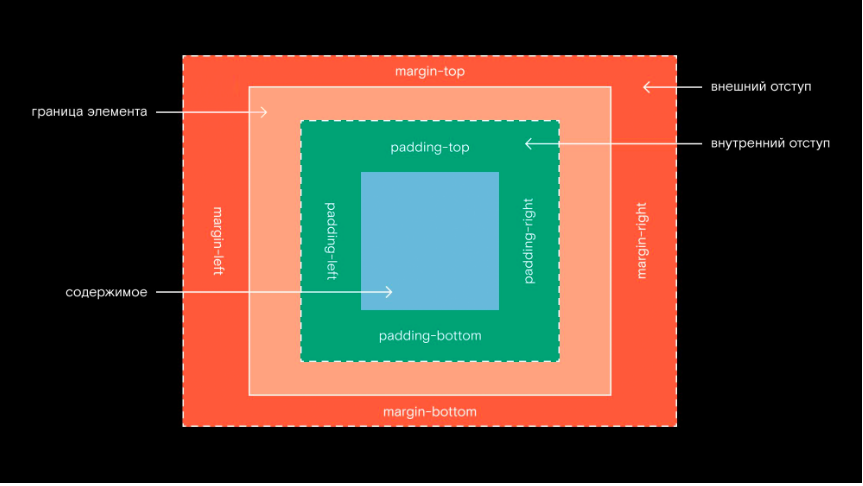 margin-top
внешний отступ
граница элемента
внутренний отступ
padding-top
margin-left
padding-left
padding-right
margin-right
содержимое
padding-bottom
margin-bottom